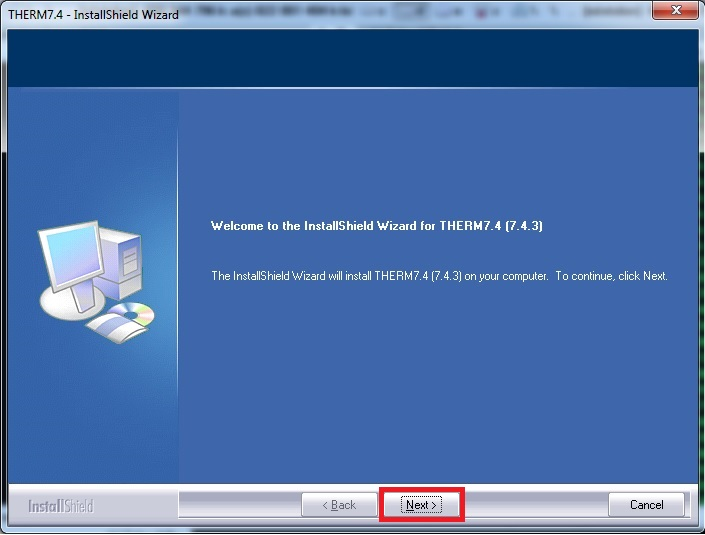 THERM7.4 - InstallShield Wizard
Welcome to the InstallShield Wizard for THERM7.4 (7.4.3)
The InstallShield Wizard will install THERM7.4 (7.4.3) on your computer.  To continue, click Next.
InstallShield
< Back
Next >
Cancel